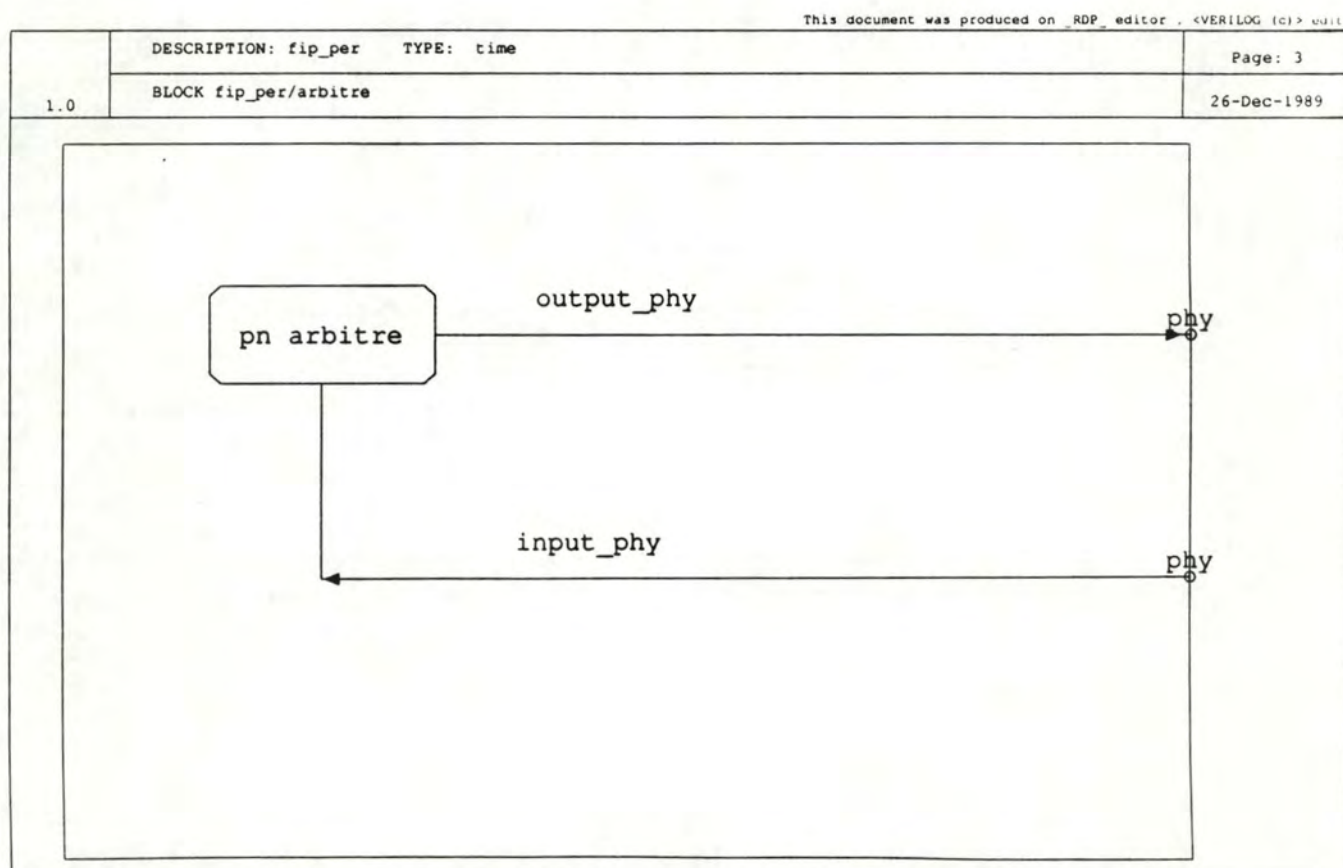 This document was produced on _RDP_ editor . <VERILOG (c)>
DESCRIPTION: fip_per TYPE: time
Page: 3
1.0
BLOCK fip_per/arbitre
26-Dec-1989
output_phy
phy
pn arbitre
input_phy
phy